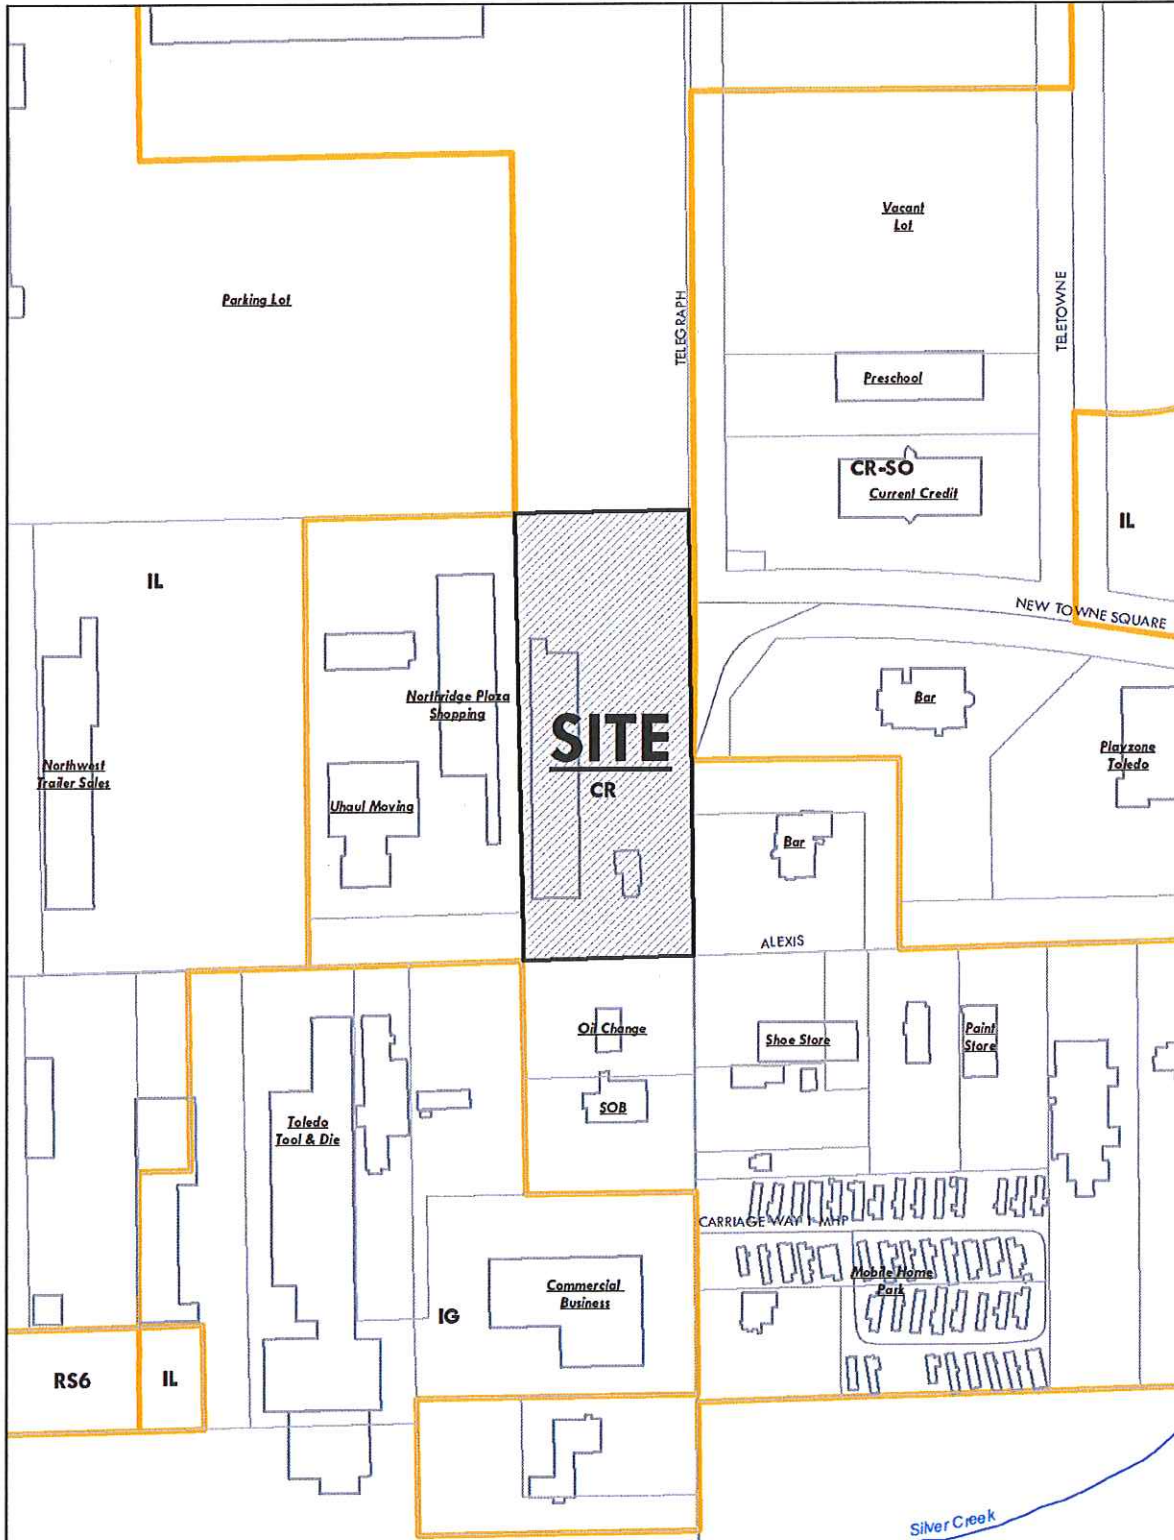 Vacant
Lot
Parking Lot
TELEGRAPH
TELETOWNE
Preschool
CR-SO
Current Credit
IL
IL
NEW TOWNE SQUARE
Northridge Plaza
Shopping
Bar
SITE
CR
Northwest
Trailer Sales
Uhaul Moving
Playzone
Toledo
Bar
ALEXIS
Oil Change
Shoe Store
Paint
Store
SOB
Toledo
Tool & Die
CARRIAGE WAY 1 MHP
Mobile Home
Park
Commercial
Business
IG
RS6
IL
Silver Creek